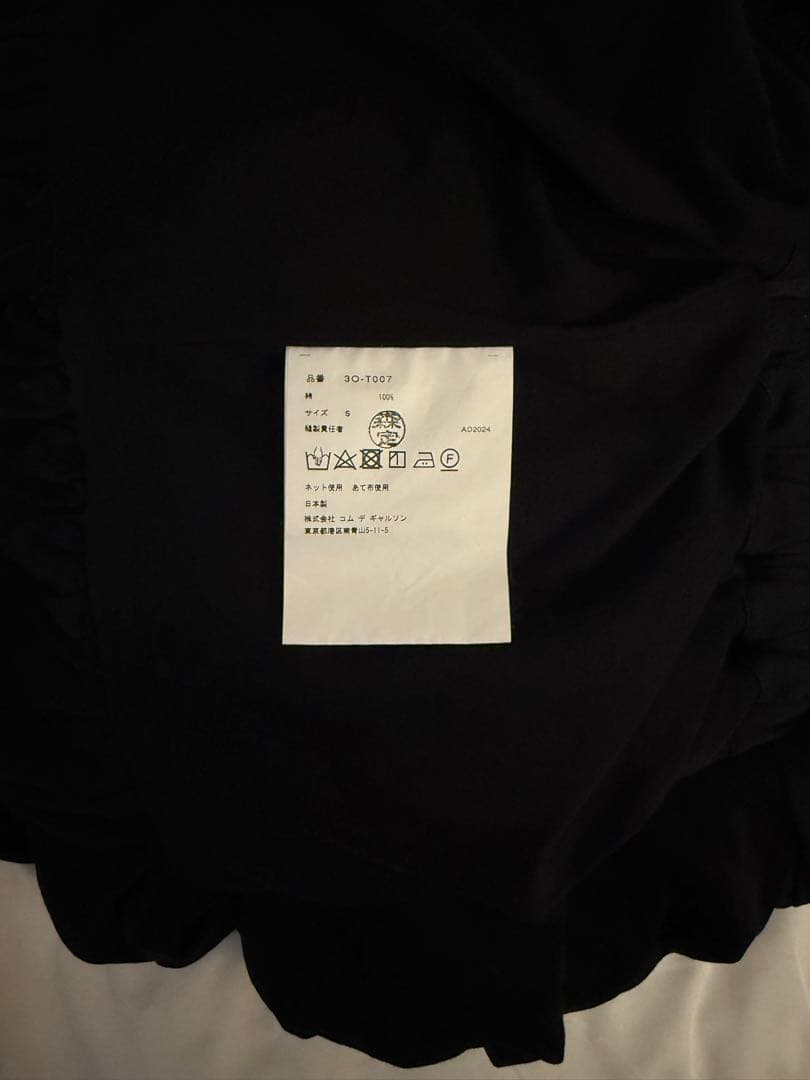 品番 3O-T007
綿 100%
サイズ S
縫製責任者 AD2024
F
ネット使用 あて布使用
日本製
株式会社 コム デ ギャルソン
東京都港区南青山5-11-5